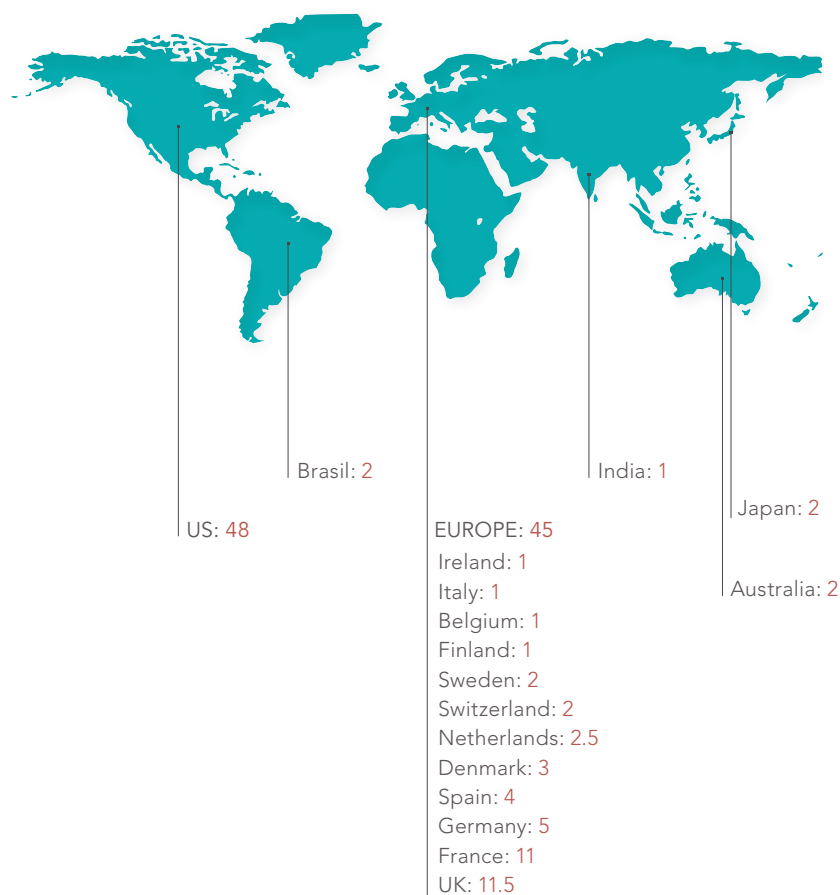 Brasil: 2
India: 1
Japan: 2
US: 48
EUROPE: 45
Ireland: 1
Italy: 1
Belgium: 1
Finland: 1
Sweden: 2
Switzerland: 2
Netherlands: 2.5
Denmark: 3
Spain: 4
Germany: 5
France: 11
UK: 11.5
Australia: 2